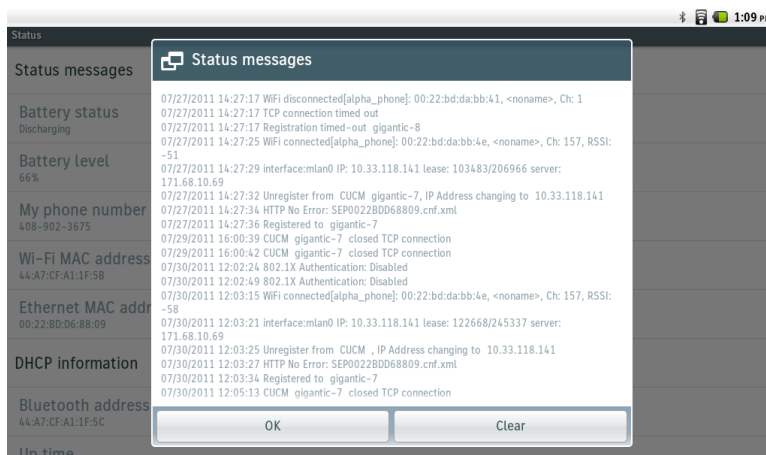 1:09 P
Status
Status messages
Battery status
Discharging
Battery level
66%
My phone number
408-902-3675
Wi-Fi MAC address
44:A7:CF:A1:1F:5B
Ethernet MAC addr
00:22:BD:D6:88:09
DHCP information
Bluetooth address
44:A7:CF:A1:1F:5C
Up time
Status messages
07/27/2011 14:27:17 WiFi disconnected[alpha_phone]: 00:22:bd:da:bb:41, <noname>, Ch: 1
07/27/2011 14:27:17 TCP connection timed out
07/27/2011 14:27:17 Registration timed-out gigantic-8
07/27/2011 14:27:25 WiFi connected[alpha_phone]: 00:22:bd:da:bb:4e, <noname>, Ch: 157, RSSI:
-51
07/27/2011 14:27:29 interface:mlan0 IP: 10.33.118.141 lease: 103483/206966 server:
171.68.10.69
07/27/2011 14:27:32 Unregister from CUCM gigantic-7, IP Address changing to 10.33.118.141
07/27/2011 14:27:34 HTTP No Error: SEP0022BDD68809.cnf.xml
07/27/2011 14:27:36 Registered to gigantic-7
07/29/2011 16:00:39 CUCM gigantic-7 closed TCP connection
07/29/2011 16:00:42 CUCM gigantic-7 closed TCP connection
07/30/2011 12:02:24 802.1X Authentication: Disabled
07/30/2011 12:02:49 802.1X Authentication: Disabled
07/30/2011 12:03:15 WiFi connected[alpha_phone]: 00:22:bd:da:bb:4e, <noname>, Ch: 157, RSSI:
-58
07/30/2011 12:03:21 interface:mlan0 IP: 10.33.118.141 lease: 122668/245337 server:
171.68.10.69
07/30/2011 12:03:25 Unregister from CUCM , IP Address changing to 10.33.118.141
07/30/2011 12:03:27 HTTP No Error: SEP0022BDD68809.cnf.xml
07/30/2011 12:03:34 Registered to gigantic-7
07/30/2011 12:05:13 CUCM gigantic-7 closed TCP connection
OK
Clear